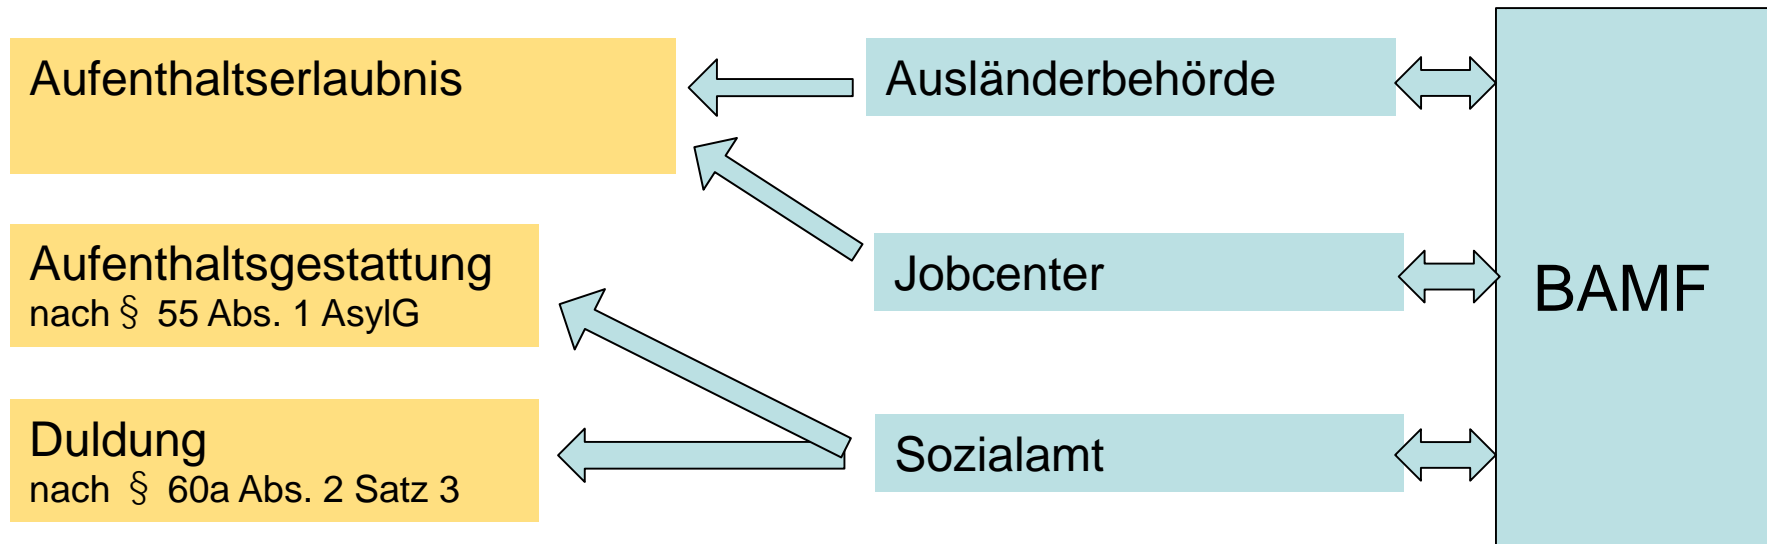 Aufenthaltserlaubnis
Ausländerbehörde
Aufenthaltsgestattung
nach § 55 Abs. 1 AsylG
Jobcenter
BAMF
Duldung
nach § 60a Abs. 2 Satz 3
Sozialamt